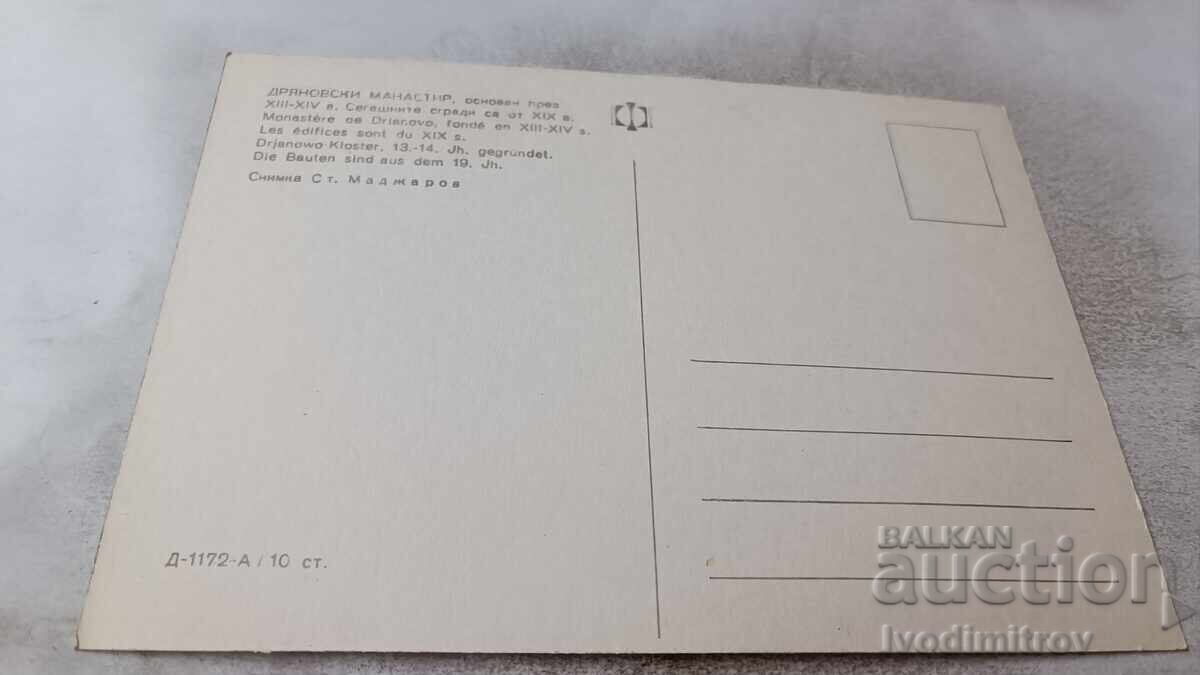 ДРЯНОВСКИ МАНАСТИР, основан през
XIII-XIV в. Сегашните сгради са от XIX в.
Monastère de Drianovo, fondé en XIII-XIV s.
Les édifices sont du XIX s.
Drjanowo-Kloster, 13.-14. Jh. gegründet.
Die Bauten sind aus dem 19. Jh.
Снимка Ст. Маджаров
Д-1172-А / 10 ст.
BALKAN
auction
Ivodimitrov